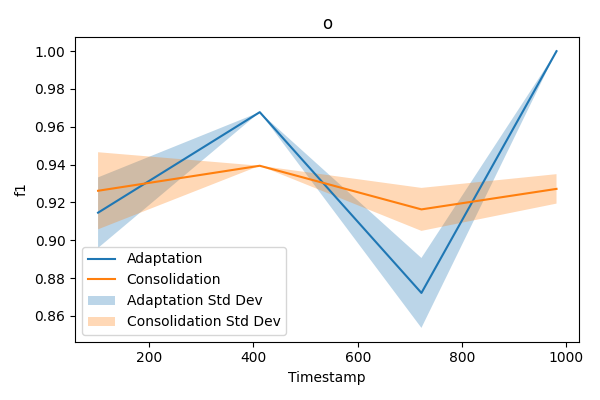 o
1.00
0.98
0.96
0.94
0.92
0.90
0.88
0.86
f1
Adaptation
Consolidation
Adaptation Std Dev
Consolidation Std Dev
200
400
600
800
1000
Timestamp